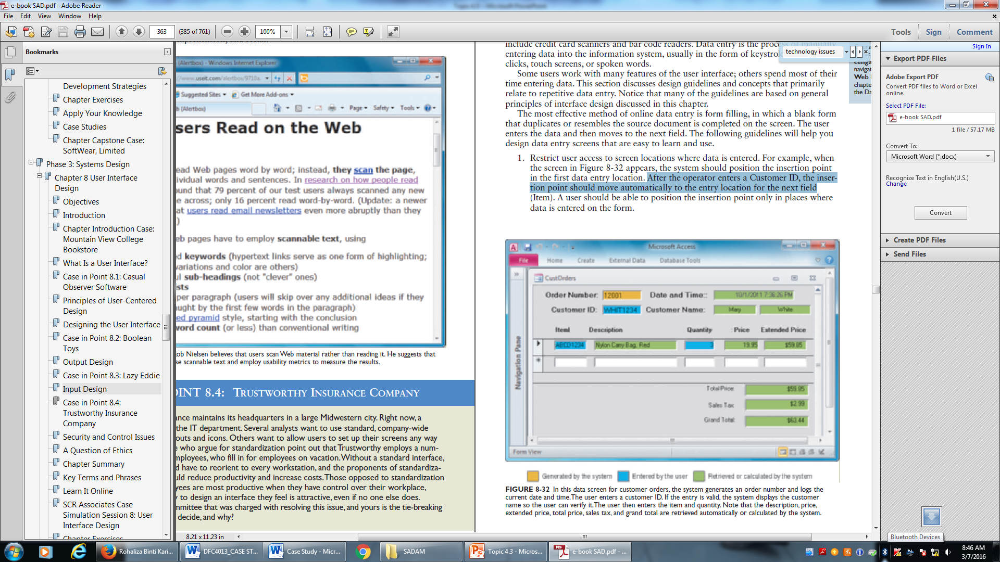 e-book SAD.pdf - Adobe Reader
File Edit View Window Help
363 (385 of 761) 100%
Tools Sign Comment
Bookmarks
Development Strategies
Chapter Exercises
Apply Your Knowledge
Case Studies
Chapter Capstone Case:
SoftWear, Limited
Phase 3: Systems Design
Chapter 8 User Interface
Design
Objectives
Introduction
Chapter Introduction Case:
Mountain View College
Bookstore
What Is a User Interface?
Case in Point 8.1: Casual
Observer Software
Principles of User-Centered
Design
Designing the User Interface
Case in Point 8.2: Boolean
Toys
Output Design
Case in Point 8.3: Lazy Eddie
Input Design
Case in Point 8.4:
Trustworthy Insurance
Company
Security and Control Issues
A Question of Ethics
Chapter Summary
Key Terms and Phrases
Learn It Online
SCR Associates Case
Simulation Session 8: User
Interface Design
Chapter Exercises
(Alertbox) - Windows Internet Explorer
www.useit.com/alertbox/9710a.
Suggested Sites Get More Add-ons
(Alertbox) Page Safety Tools
sers Read on the Web
ead Web pages word by word; instead, they scan the page,
ividual words and sentences. In research on how people read
und that 79 percent of our test users always scanned any new
e across; only 16 percent read word-by-word. (Update: a newer
at users read email newsletters even more abruptly than they
)
eb pages have to employ scannable text, using
d keywords (hypertext links serve as one form of highlighting;
variations and color are others)
ul sub-headings (not "clever" ones)
sts
per paragraph (users will skip over any additional ideas if they
ught by the first few words in the paragraph)
ed pyramid style, starting with the conclusion
word count (or less) than conventional writing
kob Nielsen believes that users scan Web material rather than reading it. He suggests that
se scannable text and employ usability metrics to measure the results.
OINT 8.4: TRUSTWORTHY INSURANCE COMPANY
ance maintains its headquarters in a large Midwestern city. Right now, a
the IT department. Several analysts want to use standard, company-wide
outs and icons. Others want to allow users to set up their screens any way
e who argue for standardization point out that Trustworthy employs a num-
mployees, who fill in for employees on vacation. Without a standard interface,
d have to reorient to every workstation, and the proponents of standardiza-
uld reduce productivity and increase costs. Those opposed to standardization
yees are most productive when they have control over their workplace,
y to design an interface they feel is attractive, even if no one else does.
mmittee that was charged with resolving this issue, and yours is the tie-breaking
decide, and why?
8.21 x 11.23 in
include credit card scanners and bar code readers. Data entry is the process of manually
entering data into the information system, usually in the form of keystrok
clicks, touch screens, or spoken words.
Some users work with many features of the user interface; others spend most of their
time entering data. This section discusses design guidelines and concepts that primarily
relate to repetitive data entry. Notice that many of the guidelines are based on general
principles of interface design discussed in this chapter.
The most effective method of online data entry is form filling, in which a blank form
that duplicates or resembles the source document is completed on the screen. The user
enters the data and then moves to the next field. The following guidelines will help you
design data entry screens that are easy to learn and use.
1. Restrict user access to screen locations where data is entered. For example, when
the screen in Figure 8-32 appears, the system should position the insertion point
in the first data entry location. After the operator enters a Customer ID, the inser-
tion point should move automatically to the entry location for the next field
(Item). A user should be able to position the insertion point only in places where
data is entered on the form.
technology issues
cenga
navigat
Web
chapte
the Da
Microsoft Access
File Home Create External Data Database Tools
CustOrders
Navigation Pane
Order Number: 12001 Date and Time:: 10/1/2011 7:36:26 PM
Customer ID: WHIT1234 Customer Name: May White
Description Quantity : Price Extended Price
ABCD1234 Nylon Carry Bag, Red 3 19.95 $59.85
Total Price: $59.85
Sales Tax: $2.99
Grand Total: $63.44
Form View
Generated by the system Entered by the user Retrieved or calculated by the system
FIGURE 8-32 In this data screen for customer orders, the system generates an order number and logs the
current date and time. The user enters a customer ID. If the entry is valid, the system displays the customer
name so the user can verify it. The user then enters the item and quantity. Note that the description, price,
extended price, total price, sales tax, and grand total are retrieved automatically or calculated by the system.
Sign In
Export PDF Files
Adobe Export PDF
Convert PDF files to Word or Excel
online.
Select PDF File:
e-book SAD.pdf
1 file / 57.17 MB
Convert To:
Microsoft Word (*.docx)
Recognize Text in English(U.S.)
Change
Convert
Create PDF Files
Send Files
Bluetooth Devices
Rohaliza Binti Kari...
DFC4013_CASE ST...
Case Study - Micr...
SADAM
Topic 4.3 - Micros...
e-book SAD.pdf - ...
8:46 AM
3/7/2016